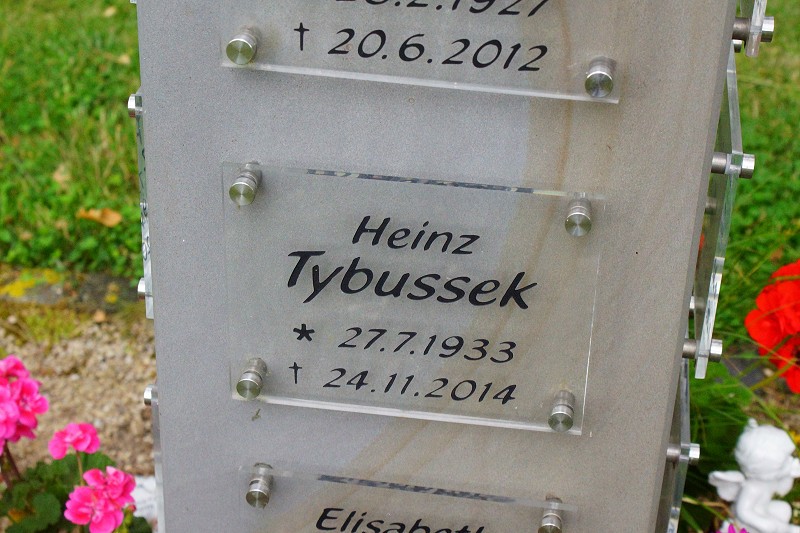 † 20.6.2012
Heinz
Tybussek
* 27.7.1933
† 24.11.2014